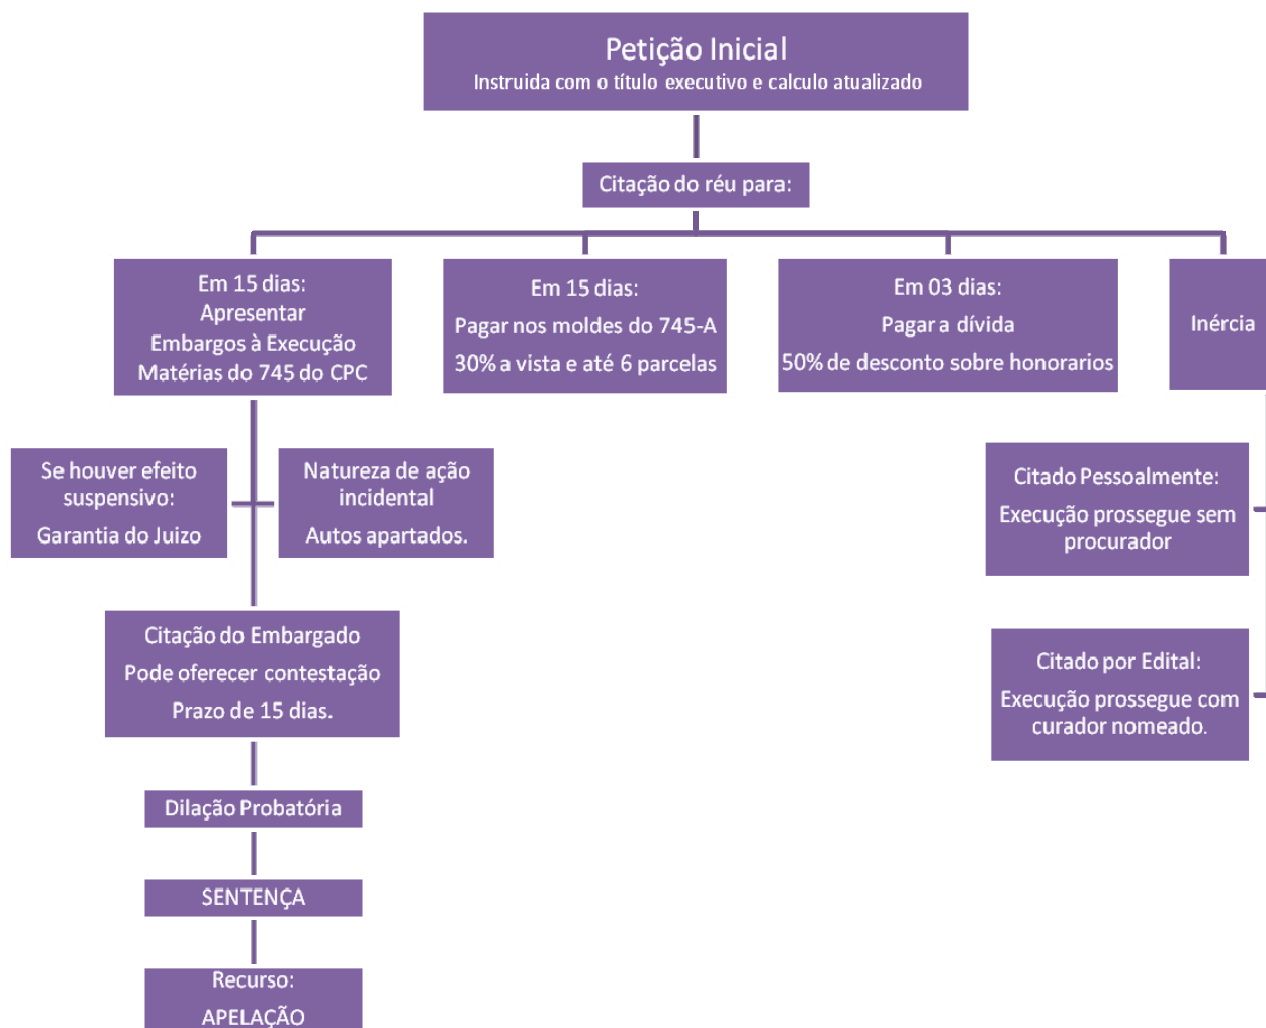 Petição Inicial
Instruida com o título executivo e calculo atualizado
Citação do réu para:
Em 15 dias:
Apresentar
Embargos à Execução
Matérias do 745 do CPC
Em 15 dias:
Pagar nos moldes do 745-A
30% a vista e até 6 parcelas
Em 03 dias:
Pagar a dívida
50% de desconto sobre honorarios
Inércia
Se houver efeito
suspensivo:
Garantia do Juizo
Natureza de ação
incidental
Autos apartados.
Citado Pessoalmente:
Execução prossegue sem
procurador
Citação do Embargado
Pode oferecer contestação
Prazo de 15 dias.
Citado por Edital:
Execução prossegue com
curador nomeado.
Dilação Probatória
SENTENÇA
Recurso:
APELAÇÃO